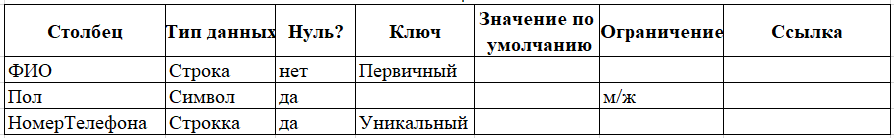 Столбец Тип данных Нуль? Ключ Значение по умолчанию Ограничение Ссылка
ФИО Строка нет Первичный
Пол Символ да м/ж
НомерТелефона Строкка да Уникальный